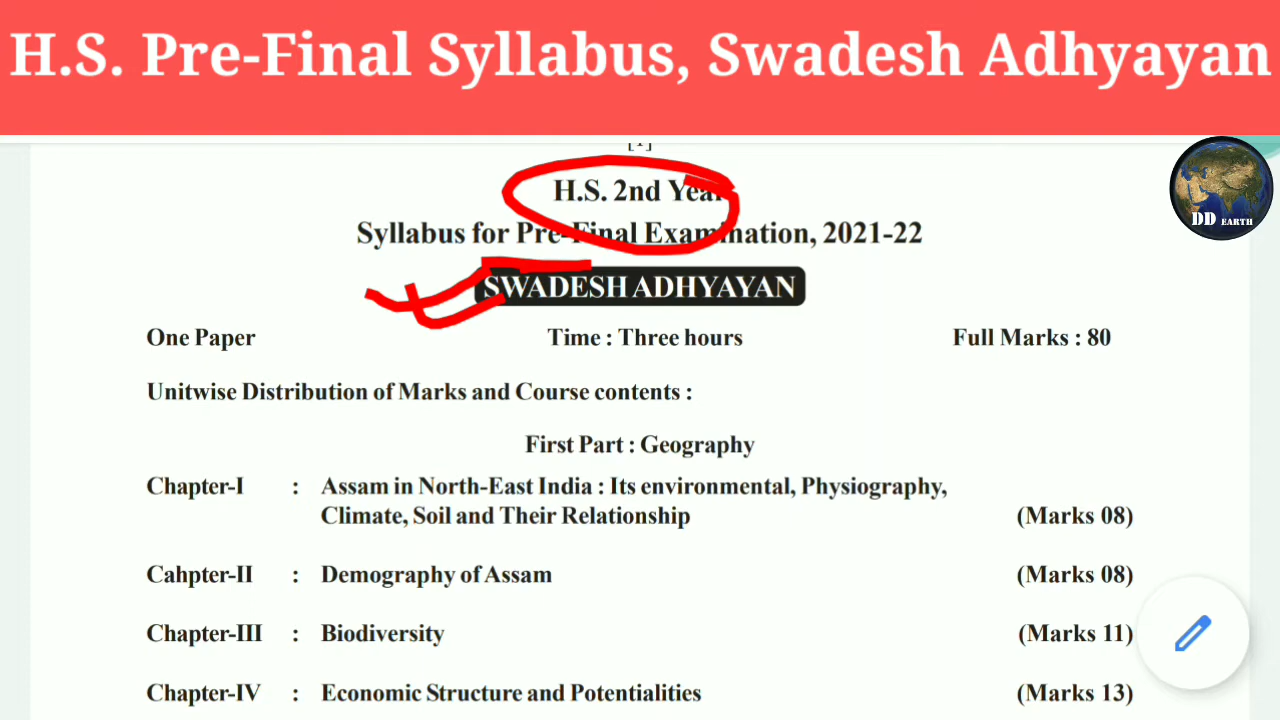 H.S. Pre-Final Syllabus, Swadesh Adhyayan
[1]
H.S. 2nd Year
Syllabus for Pre-Final Examination, 2021-22
SWADESH ADHYAYAN
DD EARTH
One Paper Time : Three hours Full Marks : 80
Unitwise Distribution of Marks and Course contents :
First Part : Geography
Chapter-I : Assam in North-East India : Its environmental, Physiography,
Climate, Soil and Their Relationship (Marks 08)
Cahpter-II : Demography of Assam (Marks 08)
Chapter-III : Biodiversity (Marks 11)
Chapter-IV : Economic Structure and Potentialities (Marks 13)